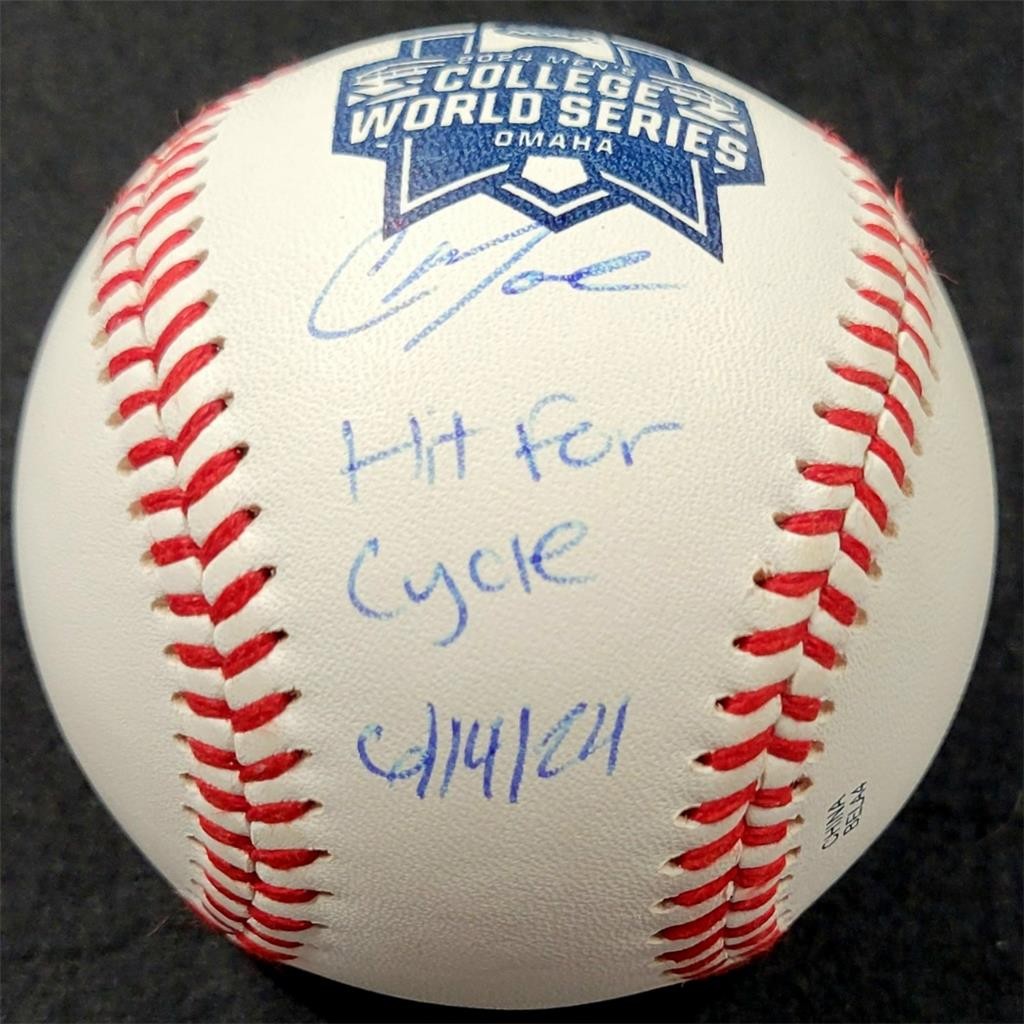 2024 MEN'S
COLLEGE
WORLD SERIES
OMAHA
Hit For
Cycle
6/14/24
CHINA